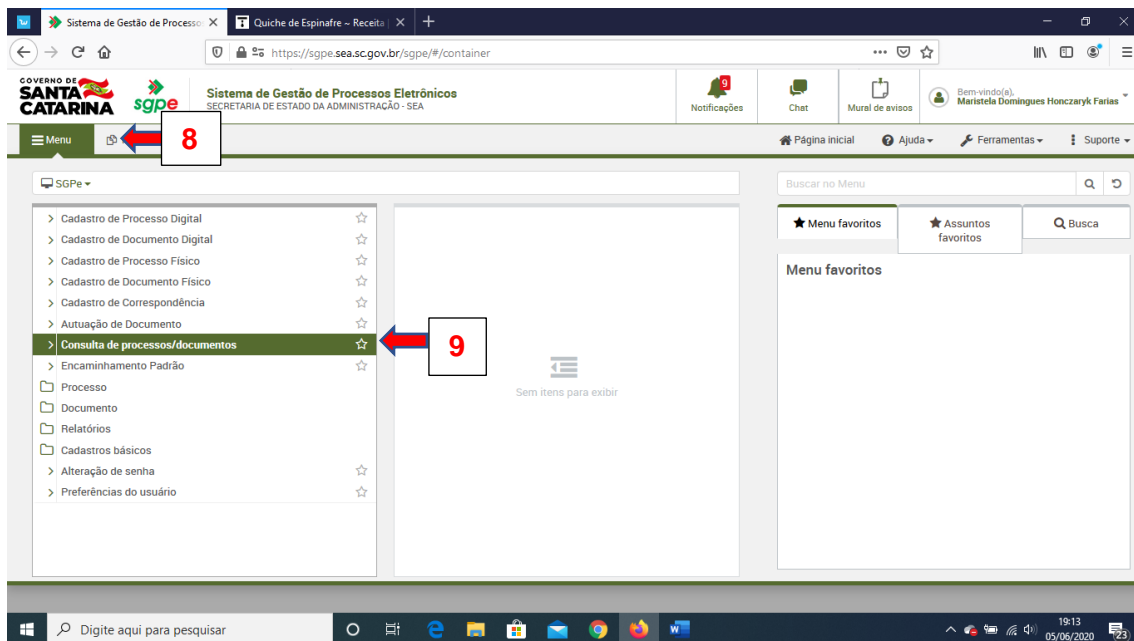 Sistema de Gestão de Processo
Quiche de Espinafre ~ Receita
https://sgpe.sea.sc.gov.br/sgpe/#/container
GOVERNO DE
SANTA
CATARINA
sgpe
Sistema de Gestão de Processos Eletrônicos
SECRETARIA DE ESTADO DA ADMINISTRAÇÃO - SEA
9
Notificações
Chat
Mural de avisos
Bem-vindo(a),
Maristela Domingues Honczaryk Farias
Menu
8
Página inicial
Ajuda
Ferramentas
Suporte
SGPe
Buscar no Menu
Cadastro de Processo Digital
Cadastro de Documento Digital
Cadastro de Processo Físico
Cadastro de Documento Físico
Cadastro de Correspondência
Autuação de Documento
Consulta de processos/documentos
Encaminhamento Padrão
Processo
Documento
Relatórios
Cadastros básicos
Alteração de senha
Preferências do usuário
9
Sem itens para exibir
Menu favoritos
Assuntos
favoritos
Busca
Menu favoritos
Digite aqui para pesquisar
19:13
05/06/2020
23